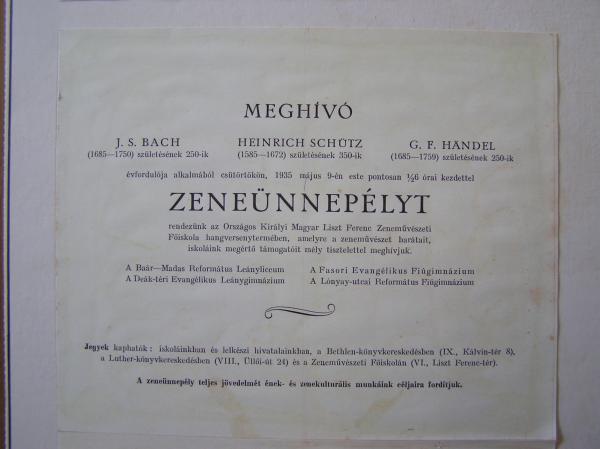 MEGHÍVÓ
J. S. BACH HEINRICH SCHÜTZ G. F. HÄNDEL
(1685—1750) születésének 250-ik (1585—1672) születésének 350-ik (1685—1759) születésének 250-ik
évfordulója alkalmából csütörtökön, 1935 május 9-én este pontosan ½6 órai kezdettel
ZENEÜNNEPÉLYT
rendezünk az Országos Királyi Magyar Liszt Ferenc Zeneművészeti
Főiskola hangversenytermében, amelyre a zeneművészet barátait,
iskoláink megértő támogatóit mély tisztelettel meghívjuk.
A Baár—Madas Református Leánylíceum A Fasori Evangélikus Fiúgimnázium
A Deák-téri Evangélikus Leánygimnázium A Lónyay-utcai Református Fiúgimnázium
Jegyek kaphatók: iskoláinkban és lelkészi hivatalainkban, a Bethlen-könyvkereskedésben (IX., Kálvin-tér 8),
a Luther-könyvkereskedésben (VIII., Üllői-út 24) és a Zeneművészeti Főiskolán (VI., Liszt Ferenc-tér).
A zeneünnepély teljes jövedelmét ének- és zenekulturális munkáink céljaira fordítjuk.